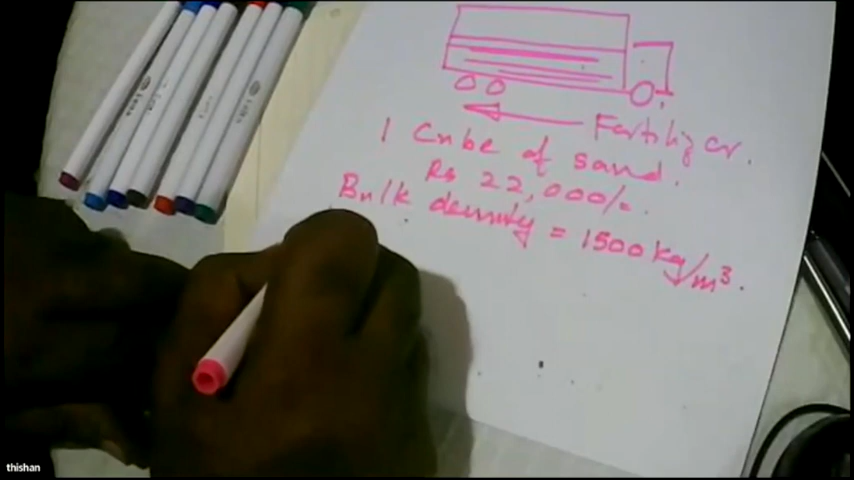 Fertilizer.
1 Cube of sand.
Rs 22,000/-.
Bulk density = 1500 kg/m³.
thishan